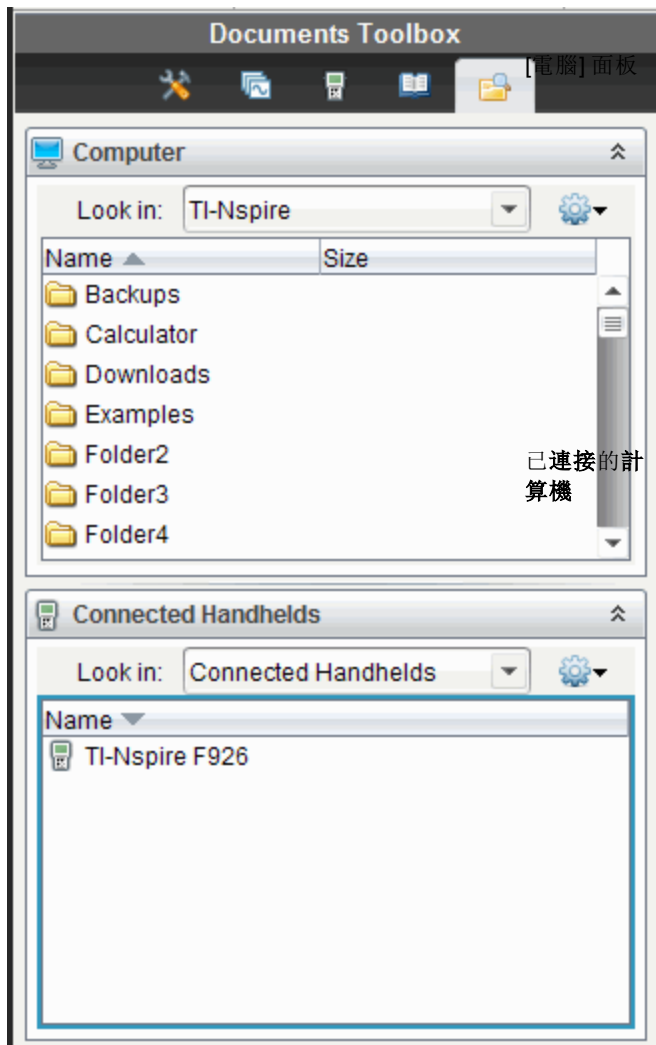 Documents Toolbox
[電腦] 面板
Computer
Look in: TI-Nspire
Name Size
Backups
Calculator
Downloads
Examples
Folder2
已連接的計
算機
Folder3
Folder4
Connected Handhelds
Look in: Connected Handhelds
Name
TI-Nspire F926